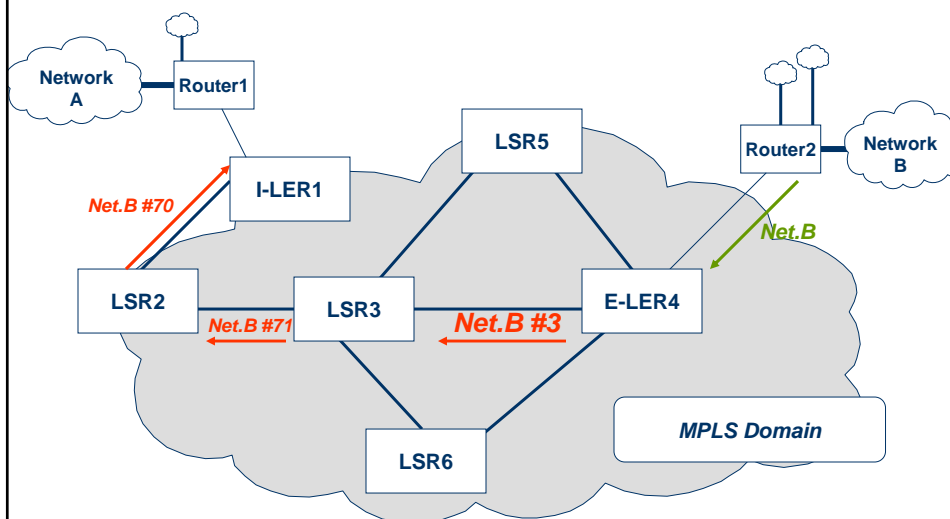 Network
A
Router1
LSR5
Router2
Network
B
I-LER1
Net.B #70
Net.B
LSR2
LSR3
E-LER4
Net.B #71
Net.B #3
MPLS Domain
LSR6